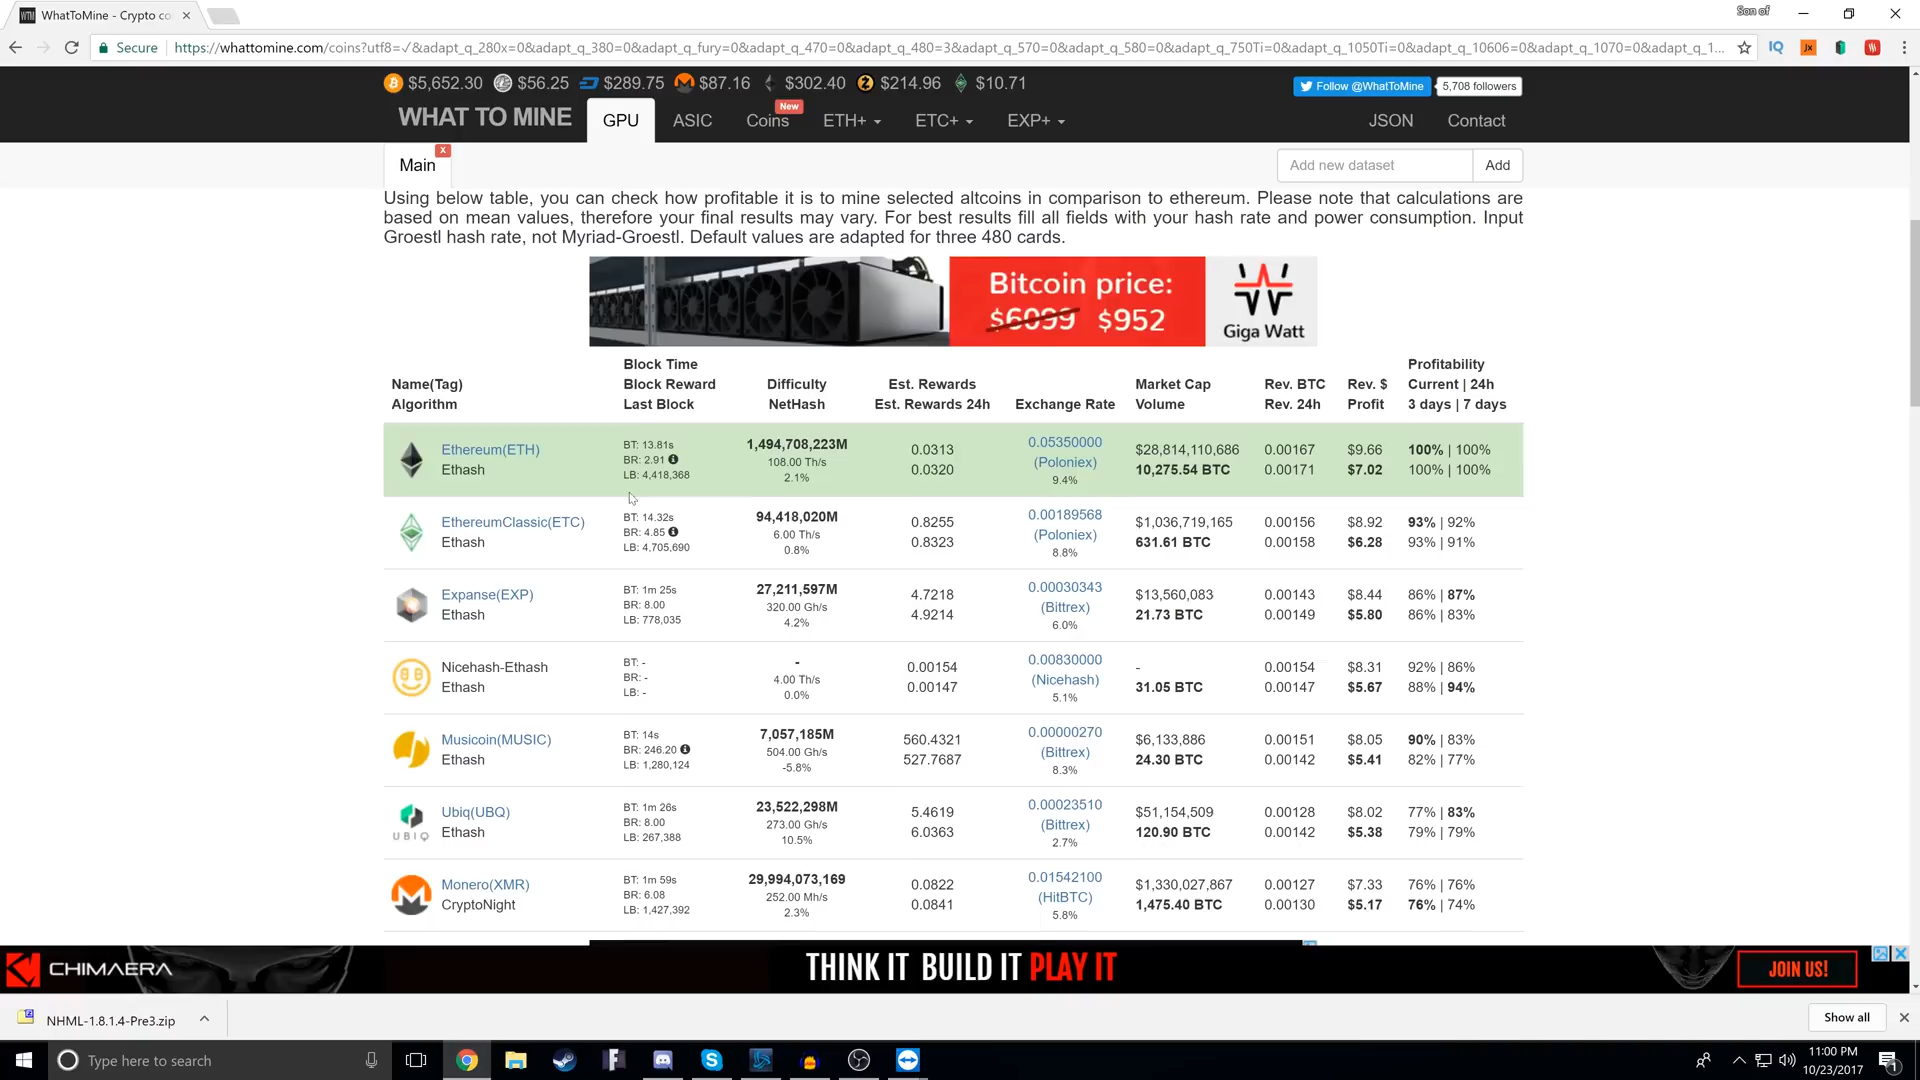 WhatToMine - Crypto co
Son of
Secure
https://whattomine.com/coins?utf8=✓&adapt_q_280x=0&adapt_q_380=0&adapt_q_fury=0&adapt_q_470=0&adapt_q_480=3&adapt_q_570=0&adapt_q_580=0&adapt_q_750Ti=0&adapt_q_1050Ti=0&adapt_q_10606=0&adapt_q_1070=0&adapt_q_1...
$5,652.30 $56.25 $289.75 $87.16 $302.40 $214.96 $10.71
Follow @WhatToMine 5,708 followers
WHAT TO MINE GPU ASIC Coins New ETH+ ETC+ EXP+ JSON Contact
Main x Add new dataset Add
Using below table, you can check how profitable it is to mine selected altcoins in comparison to ethereum. Please note that calculations are
based on mean values, therefore your final results may vary. For best results fill all fields with your hash rate and power consumption. Input
Groestl hash rate, not Myriad-Groestl. Default values are adapted for three 480 cards.
Bitcoin price:
$6099 $952
Giga Watt
Block Time Profitability
Name(Tag) Block Reward Difficulty Est. Rewards Market Cap Rev. BTC Rev. $ Current | 24h
Algorithm Last Block NetHash Est. Rewards 24h Exchange Rate Volume Rev. 24h Profit 3 days | 7 days
Ethereum(ETH) BT: 13.81s 1,494,708,223M 0.0313 0.05350000 $28,814,110,686 0.00167 $9.66 100% | 100%
BR: 2.91 108.00 Th/s (Poloniex)
Ethash LB: 4,418,368 2.1% 0.0320 9.4% 10,275.54 BTC 0.00171 $7.02 100% | 100%
EthereumClassic(ETC) BT: 14.32s 94,418,020M 0.8255 0.00189568 $1,036,719,165 0.00156 $8.92 93% | 92%
BR: 4.85 6.00 Th/s (Poloniex)
Ethash LB: 4,705,690 0.8% 0.8323 8.8% 631.61 BTC 0.00158 $6.28 93% | 91%
Expanse(EXP) BT: 1m 25s 27,211,597M 4.7218 0.00030343 $13,560,083 0.00143 $8.44 86% | 87%
BR: 8.00 320.00 Gh/s (Bittrex)
Ethash LB: 778,035 4.2% 4.9214 6.0% 21.73 BTC 0.00149 $5.80 86% | 83%
Nicehash-Ethash BT: - - 0.00154 0.00830000 - 0.00154 $8.31 92% | 86%
BR: - 4.00 Th/s (Nicehash)
Ethash LB: - 0.0% 0.00147 5.1% 31.05 BTC 0.00147 $5.67 88% | 94%
Musicoin(MUSIC) BT: 14s 7,057,185M 560.4321 0.00000270 $6,133,886 0.00151 $8.05 90% | 83%
BR: 246.20 504.00 Gh/s (Bittrex)
Ethash LB: 1,280,124 -5.8% 527.7687 8.3% 24.30 BTC 0.00142 $5.41 82% | 77%
Ubiq(UBQ) BT: 1m 26s 23,522,298M 5.4619 0.00023510 $51,154,509 0.00128 $8.02 77% | 83%
BR: 8.00 273.00 Gh/s (Bittrex)
UBIQ Ethash LB: 267,388 10.5% 6.0363 2.7% 120.90 BTC 0.00142 $5.38 79% | 79%
Monero(XMR) BT: 1m 59s 29,994,073,169 0.0822 0.01542100 $1,330,027,867 0.00127 $7.33 76% | 76%
BR: 6.08 252.00 Mh/s (HitBTC)
CryptoNight LB: 1,427,392 2.3% 0.0841 5.8% 1,475.40 BTC 0.00130 $5.17 76% | 74%
CHIMAERA THINK IT BUILD IT PLAY IT JOIN US!
NHML-1.8.1.4-Pre3.zip Show all
Type here to search
11:00 PM
10/23/2017